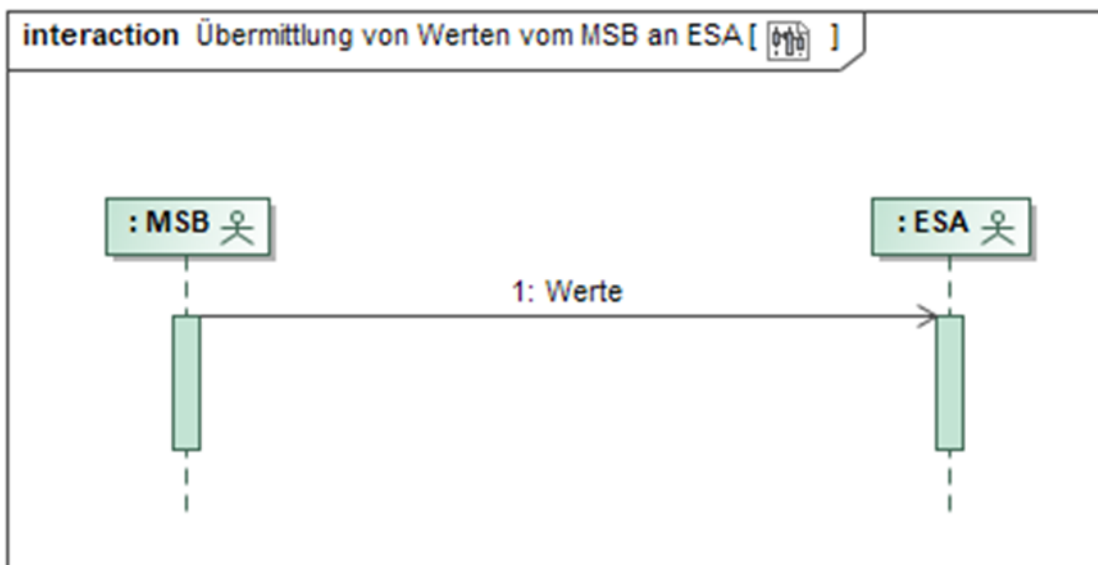 interaction Übermittlung von Werten vom MSB an ESA [ ]
: MSB
: ESA
1: Werte